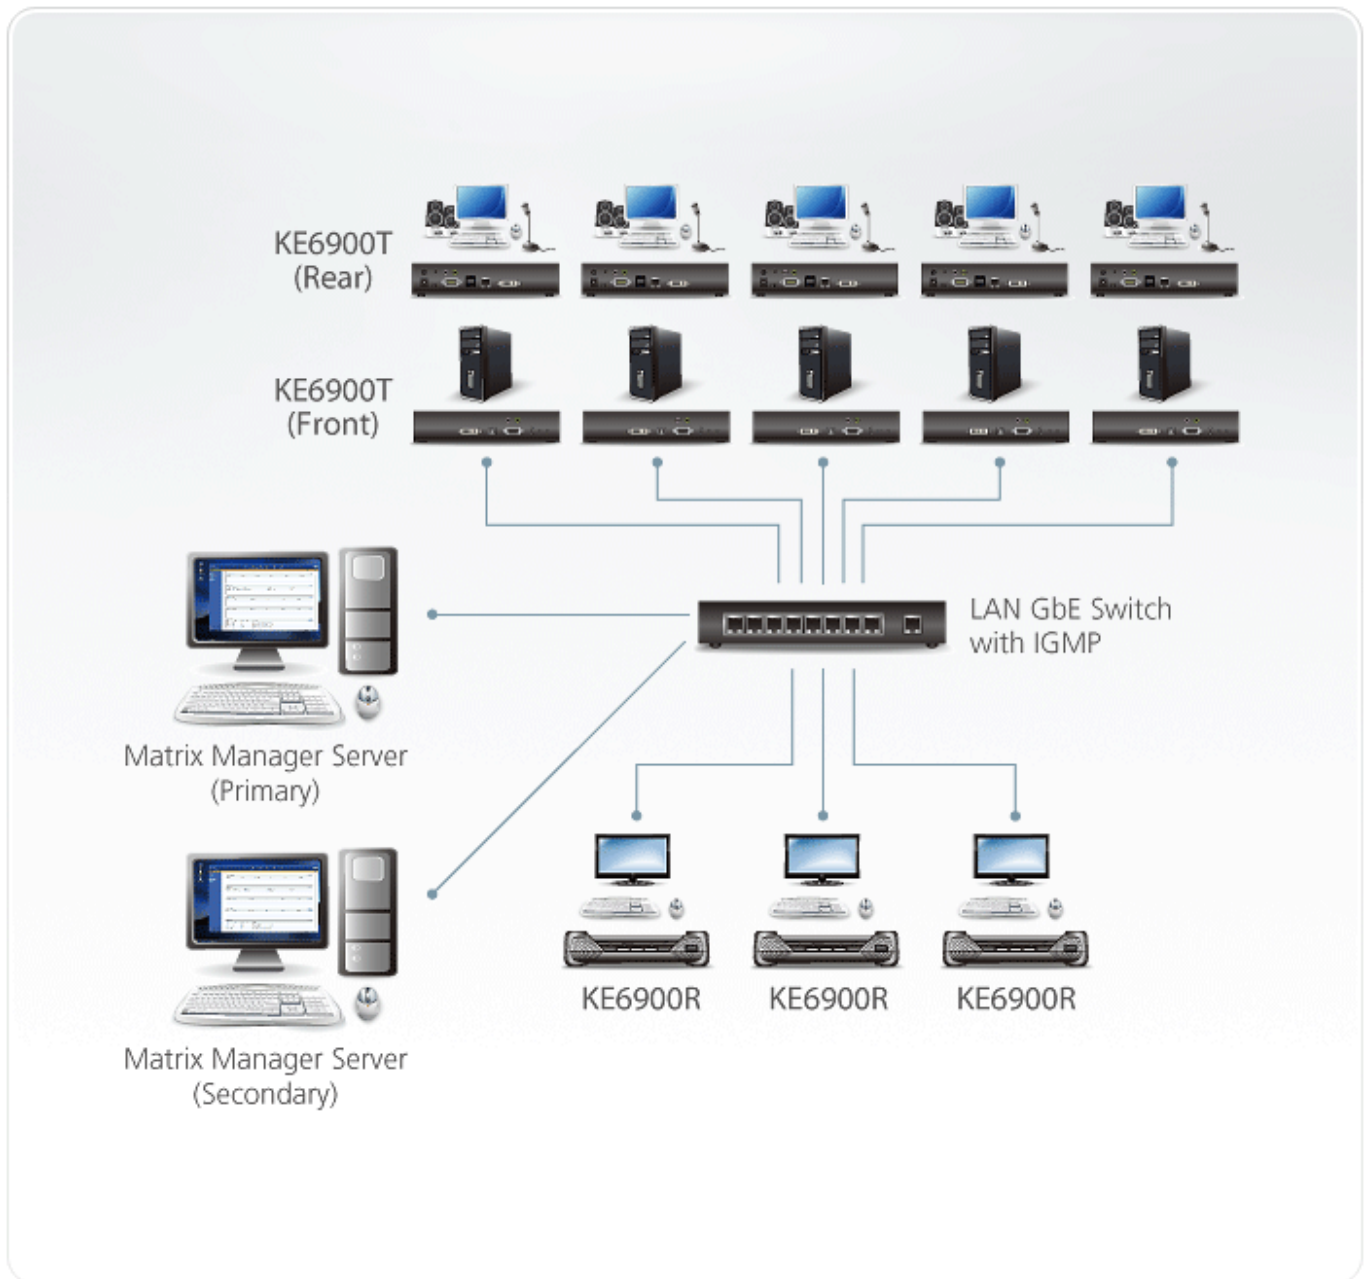 KE6900T
(Rear)
KE6900T
(Front)
LAN GbE Switch
with IGMP
Matrix Manager Server
(Primary)
KE6900R
KE6900R
KE6900R
Matrix Manager Server
(Secondary)